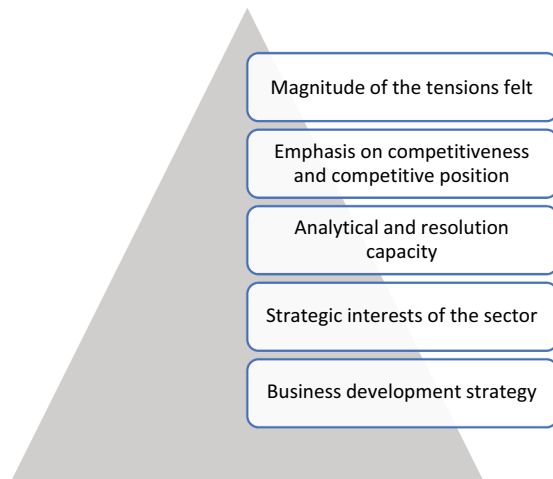 Magnitude of the tensions felt
Emphasis on competitiveness
and competitive position
Analytical and resolution
capacity
Strategic interests of the sector
Business development strategy